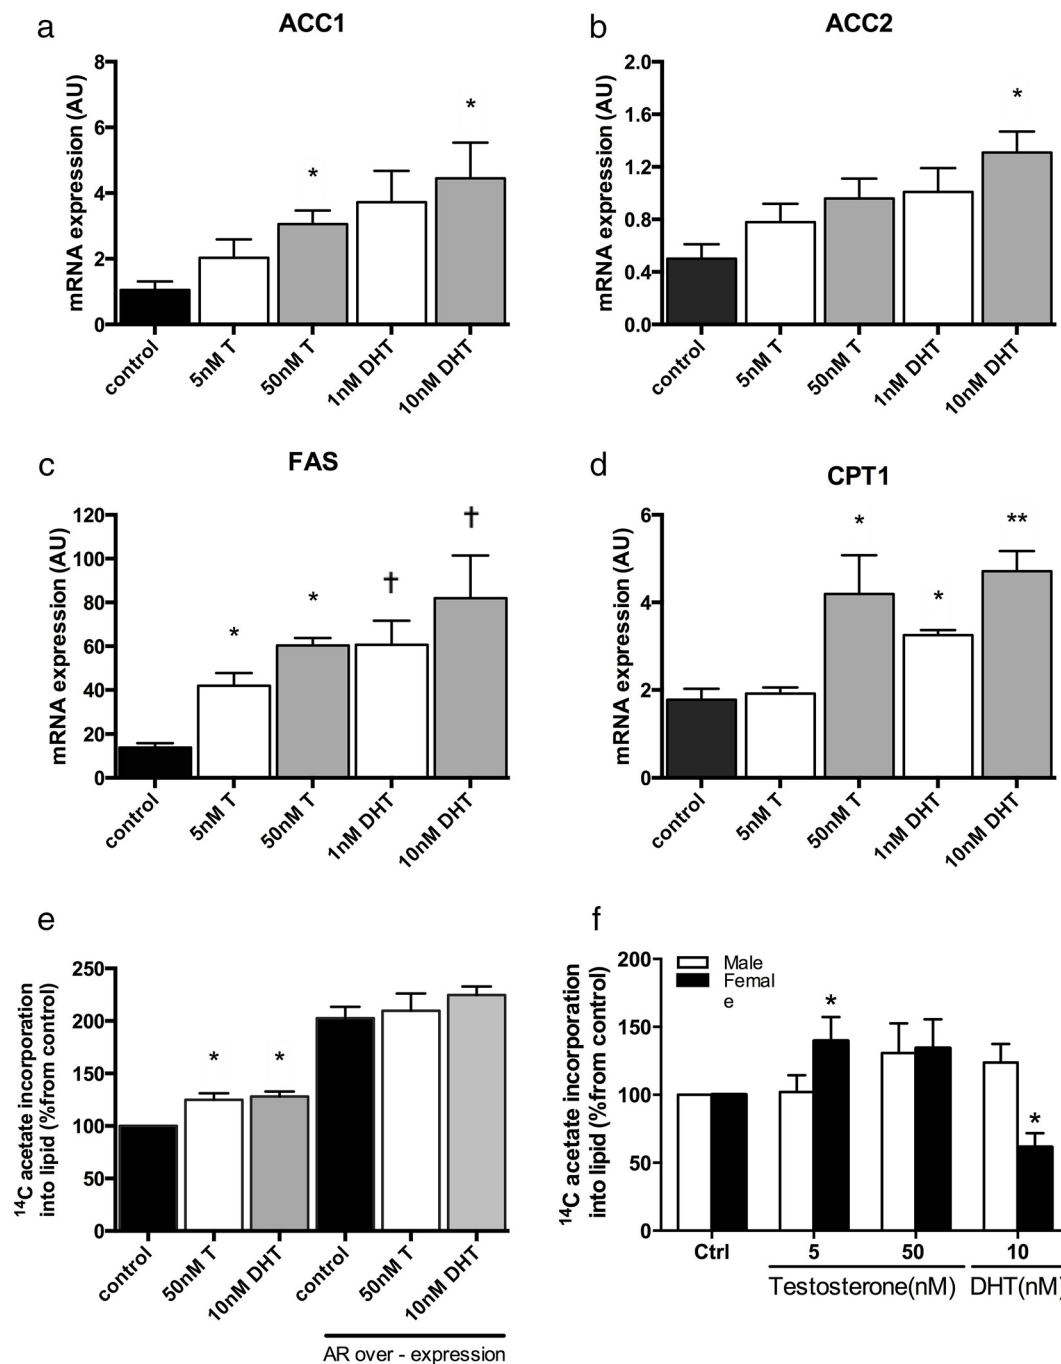 a
ACC1
mRNA expression (AU)
8
6
4
2
0
*
*
control
5nM T
50nM T
1nM DHT
10nM DHT
b
ACC2
mRNA expression (AU)
2.0
1.6
1.2
0.8
0.4
0.0
*
control
5nM T
50nM T
1nM DHT
10nM DHT
c
FAS
mRNA expression (AU)
120
100
80
60
40
20
0
*
*
†
†
control
5nM T
50nM T
1nM DHT
10nM DHT
d
CPT1
mRNA expression (AU)
6
4
2
0
*
*
**
control
5nM T
50nM T
1nM DHT
10nM DHT
e
¹⁴C acetate incorporation
into lipid (%from control)
250
200
150
100
50
0
*
*
control
50nM T
10nM DHT
control
50nM T
10nM DHT
AR over - expression
f
¹⁴C acetate incorporation
into lipid (%from control)
200
150
100
50
0
Male
Femal
e
*
*
Ctrl
5
50
10
Testosterone(nM)
DHT(nM)